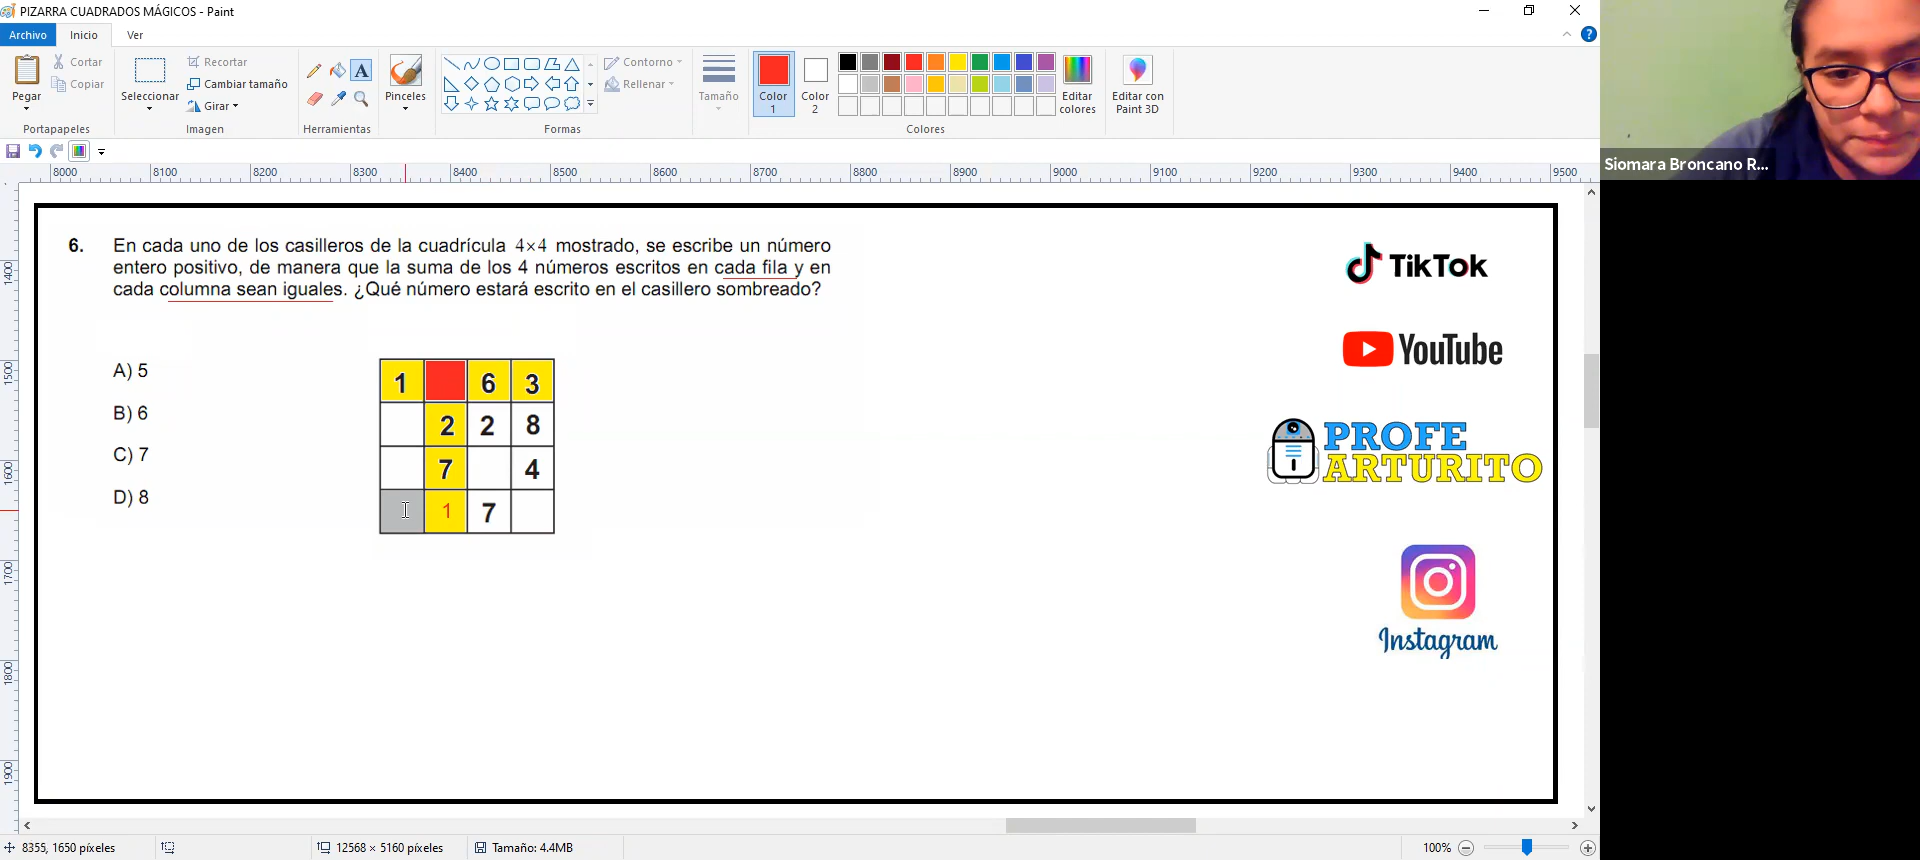 PIZARRA CUADRADOS MÁGICOS - Paint
Archivo
Inicio
Ver
Pegar
Cortar
Copiar
Portapapeles
Seleccionar
Recortar
Cambiar tamaño
Girar
Imagen
A
Herramientas
Pinceles
Contorno
Rellenar
Formas
Tamaño
Color
1
Color
2
Editar
colores
Colores
Editar con
Paint 3D
?
Siomara Broncano R...
8000 8100 8200 8300 8400 8500 8600 8700 8800 8900 9000 9100 9200 9300 9400 9500
1400
1500
1600
1700
1800
1900
6. En cada uno de los casilleros de la cuadrícula 4×4 mostrado, se escribe un número
entero positivo, de manera que la suma de los 4 números escritos en cada fila y en
cada columna sean iguales. ¿Qué número estará escrito en el casillero sombreado?
A) 5
B) 6
C) 7
D) 8
1 6 3
2 2 8
7 4
1 7
TikTok
YouTube
PROFE
ARTURITO
Instagram
8355, 1650 píxeles
12568 × 5160 píxeles
Tamaño: 4.4MB
100%